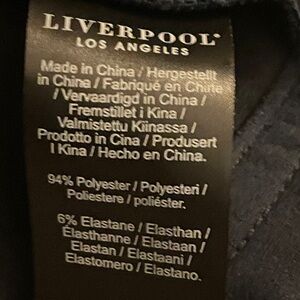 LIVERPOOL
LOS ANGELES
Made in China / Hergestellt
in China / Fabriqué en Chine
/ Vervaardigd in China /
Fremstillet i Kina /
Valmistettu Kiinassa /
Prodotto in Cina / Produsert
I Kina / Hecho en China.
94% Polyester / Polyesteri /
Poliestere / poliéster.
6% Elastane / Elasthan /
Élasthanne / Elastaan /
Elastan / Elastaani /
Elastomero / Elastano.